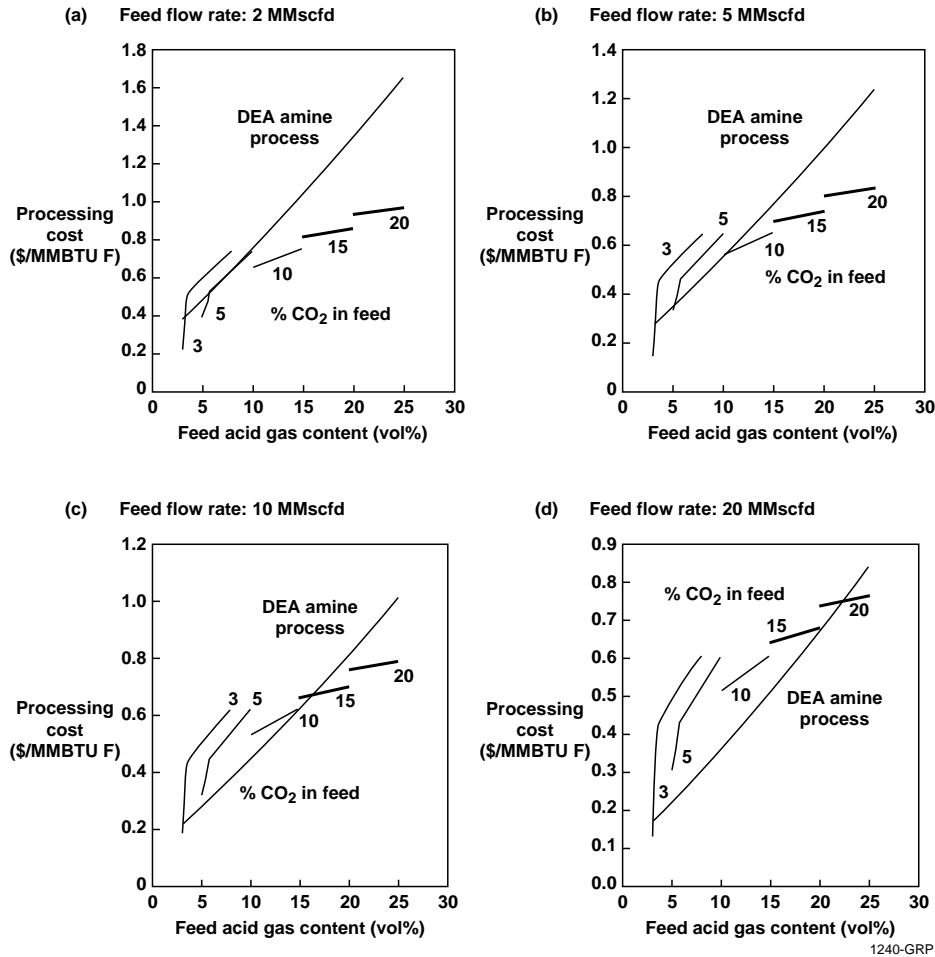 (a) Feed flow rate: 2 MMscfd
1.8
1.6
1.4
1.2
1.0
0.8
0.6
0.4
0.2
0
Processing
cost
($/MMBTU F)
DEA amine
process
20
15
10
5
3
% CO2 in feed
0 5 10 15 20 25 30
Feed acid gas content (vol%)
(b) Feed flow rate: 5 MMscfd
1.4
1.2
1.0
0.8
0.6
0.4
0.2
0
Processing
cost
($/MMBTU F)
DEA amine
process
3
5
20
15
10
% CO2 in feed
0 5 10 15 20 25 30
Feed acid gas content (vol%)
(c) Feed flow rate: 10 MMscfd
1.2
1.0
0.8
0.6
0.4
0.2
0
Processing
cost
($/MMBTU F)
DEA amine
process
3 5
20
15
10
% CO2 in feed
0 5 10 15 20 25 30
Feed acid gas content (vol%)
(d) Feed flow rate: 20 MMscfd
0.9
0.8
0.7
0.6
0.5
0.4
0.3
0.2
0.1
0.0
Processing
cost
($/MMBTU F)
% CO2 in feed
20
15
10
5
3
DEA amine
process
0 5 10 15 20 25 30
Feed acid gas content (vol%)
1240-GRP